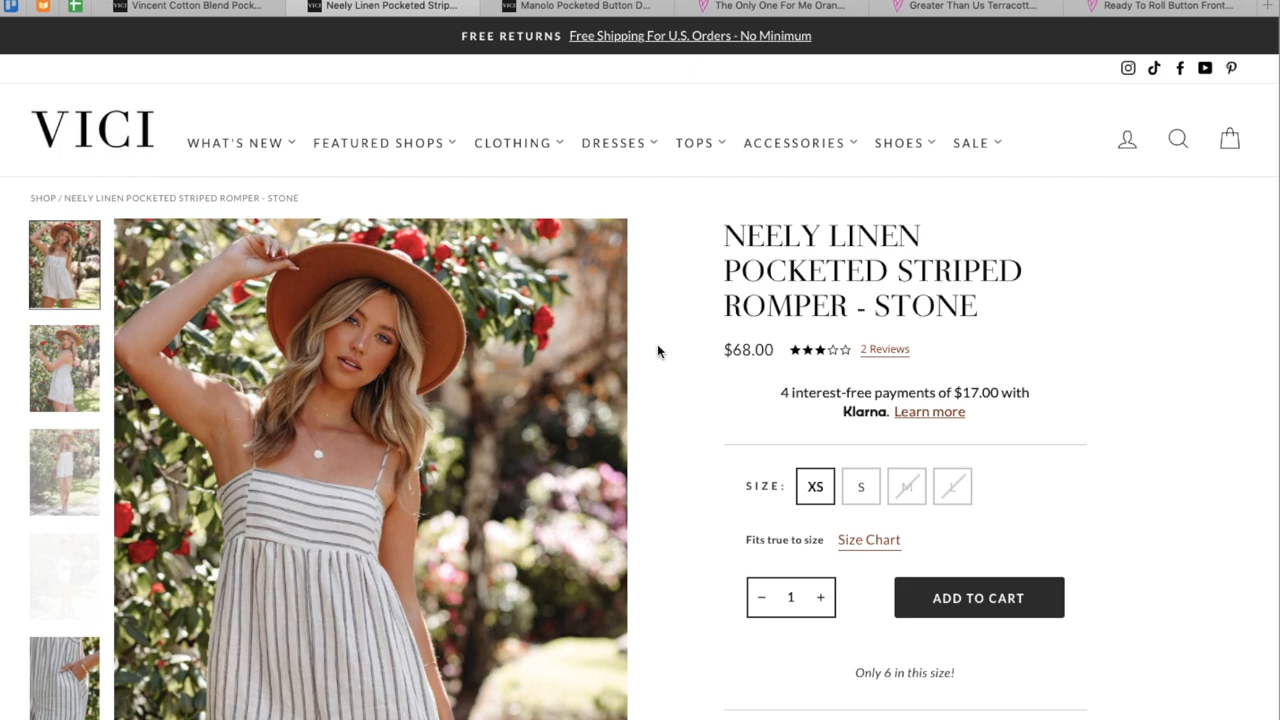 Vincent Cotton Blend Pock...
Neely Linen Pocketed Strip...
Manolo Pocketed Button D...
The Only One For Me Oran...
Greater Than Us Terracott...
Ready To Roll Button Front...
FREE RETURNS Free Shipping For U.S. Orders - No Minimum
VICI
WHAT'S NEW
FEATURED SHOPS
CLOTHING
DRESSES
TOPS
ACCESSORIES
SHOES
SALE
SHOP / NEELY LINEN POCKETED STRIPED ROMPER - STONE
NEELY LINEN
POCKETED STRIPED
ROMPER - STONE
$68.00
2 Reviews
4 interest-free payments of $17.00 with
Klarna. Learn more
SIZE: XS S M L
Fits true to size Size Chart
− 1 +
ADD TO CART
Only 6 in this size!